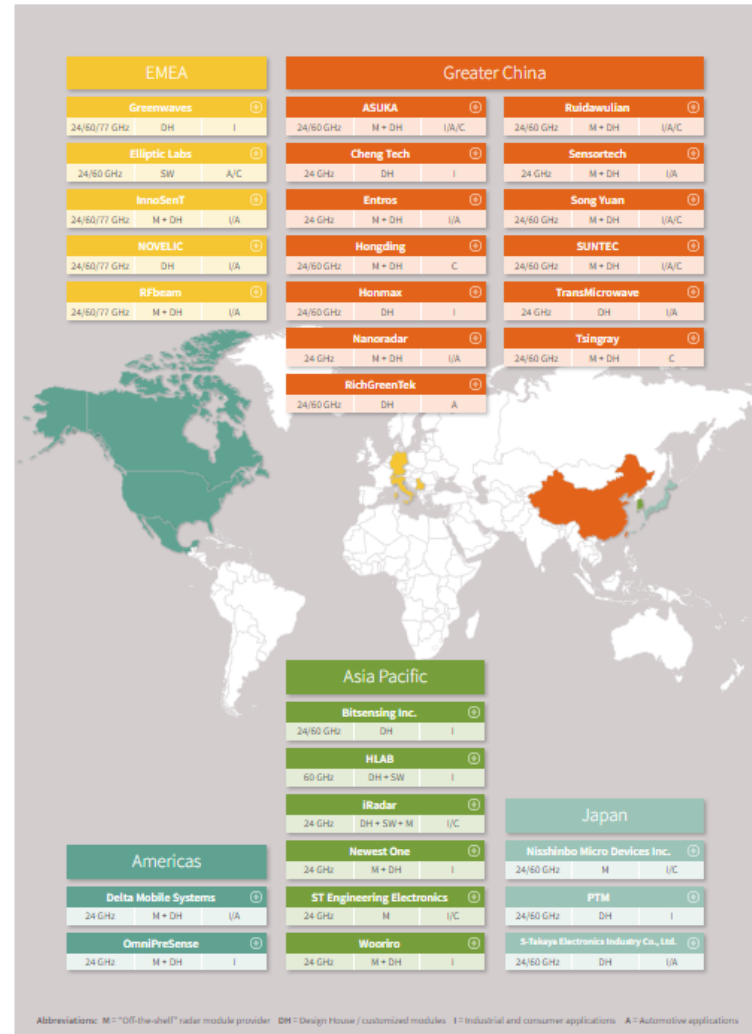 EMEA
Greenwaves
24/60/77 GHz DH I
Elliptic Labs
24/60 GHz SW A/C
InnoSenT
24/60/77 GHz M + DH I/A
NOVELIC
24/60/77 GHz DH I/A
RFbeam
24/60/77 GHz M + DH I/A
Greater China
ASUKA
24/60 GHz M + DH I/A/C
Cheng Tech
24 GHz DH I
Entros
24 GHz M + DH I/A
Hongding
24/60 GHz M + DH C
Honmax
24/60 GHz DH I
Nanoradar
24 GHz M + DH I/A
RichGreenTek
24/60 GHz DH A
Ruidawulian
24/60 GHz M + DH I/A/C
Sensortech
24 GHz M + DH I/A
Song Yuan
24/60 GHz M + DH I/A/C
SUNTEC
24/60 GHz M + DH I/A/C
TransMicrowave
24 GHz DH I/A
Tsingray
24/60 GHz M + DH C
Asia Pacific
Bitsensing Inc.
24/60 GHz DH I
HLAB
60 GHz DH + SW I
iRadar
24 GHz DH + SW + M I/C
Newest One
24 GHz M + DH I
ST Engineering Electronics
24 GHz M I/C
Wooriro
24 GHz M + DH I
Japan
Nisshinbo Micro Devices Inc.
24/60 GHz M I/C
PTM
24/60 GHz DH I
S-Takaya Electronics Industry Co., Ltd.
24/60 GHz DH I/A
Americas
Delta Mobile Systems
24 GHz M + DH I/A
OmniPreSense
24 GHz M + DH I
Abbreviations: M = "Off-the-shelf" radar module provider DH = Design House / customized modules I = Industrial and consumer applications A = Automotive applications